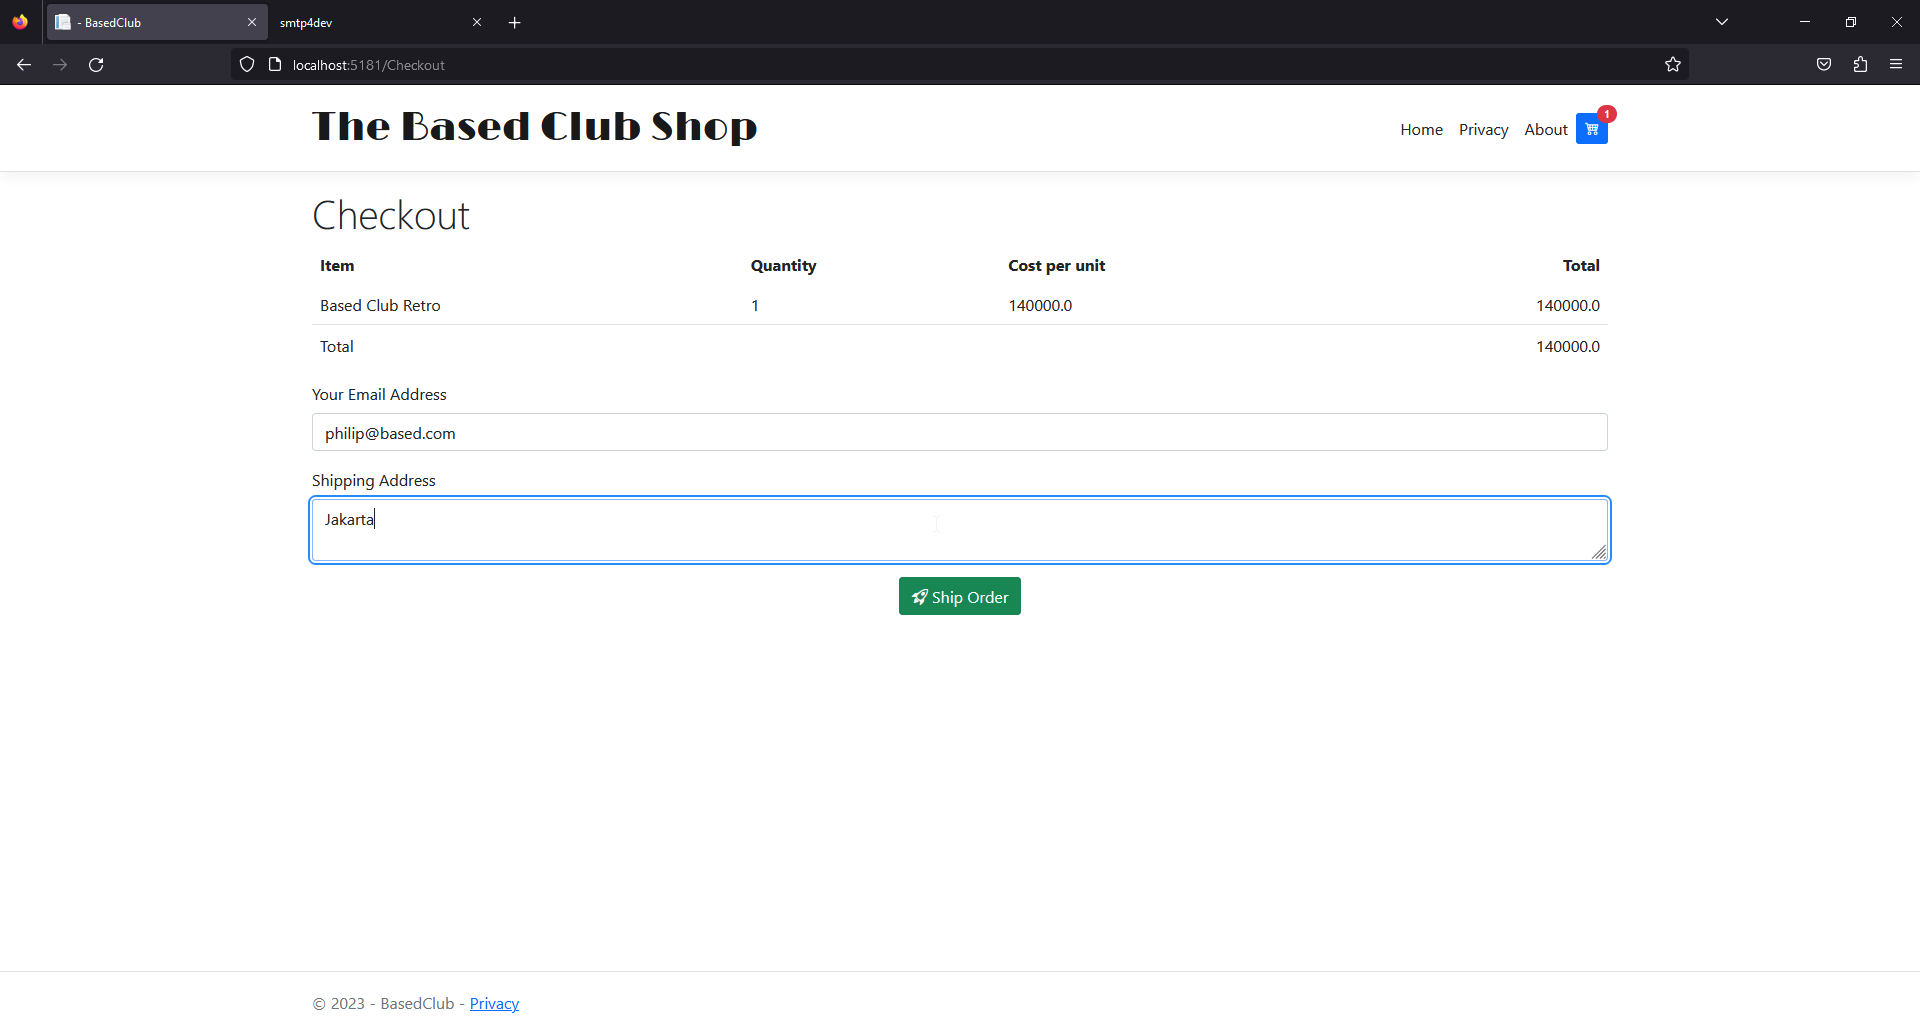 - BasedClub
smtp4dev
localhost:5181/Checkout
The Based Club Shop
Home Privacy About 1
Checkout
Item Quantity Cost per unit Total
Based Club Retro 1 140000.0 140000.0
Total 140000.0
Your Email Address
philip@based.com
Shipping Address
Jakarta
Ship Order
© 2023 - BasedClub - Privacy